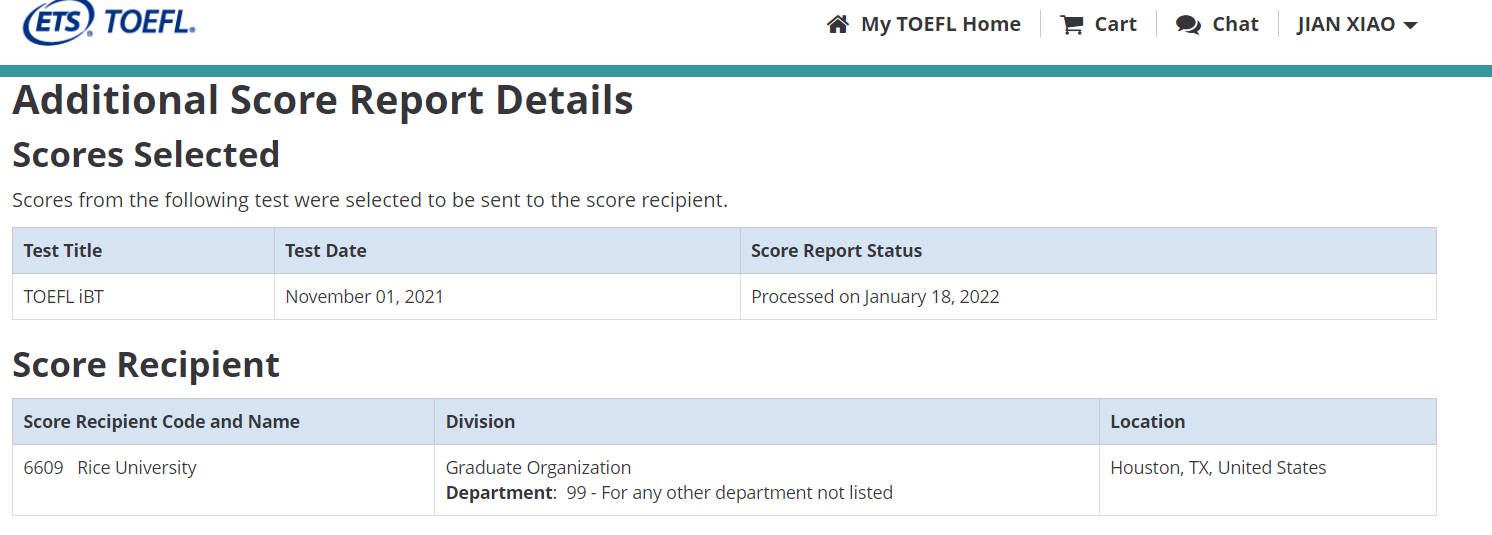 ETS® TOEFL® My TOEFL Home Cart Chat JIAN XIAO
Additional Score Report Details
Scores Selected
Scores from the following test were selected to be sent to the score recipient.
Test Title Test Date Score Report Status
TOEFL iBT November 01, 2021 Processed on January 18, 2022
Score Recipient
Score Recipient Code and Name Division Location
6609 Rice University Graduate Organization Houston, TX, United States
Department: 99 - For any other department not listed